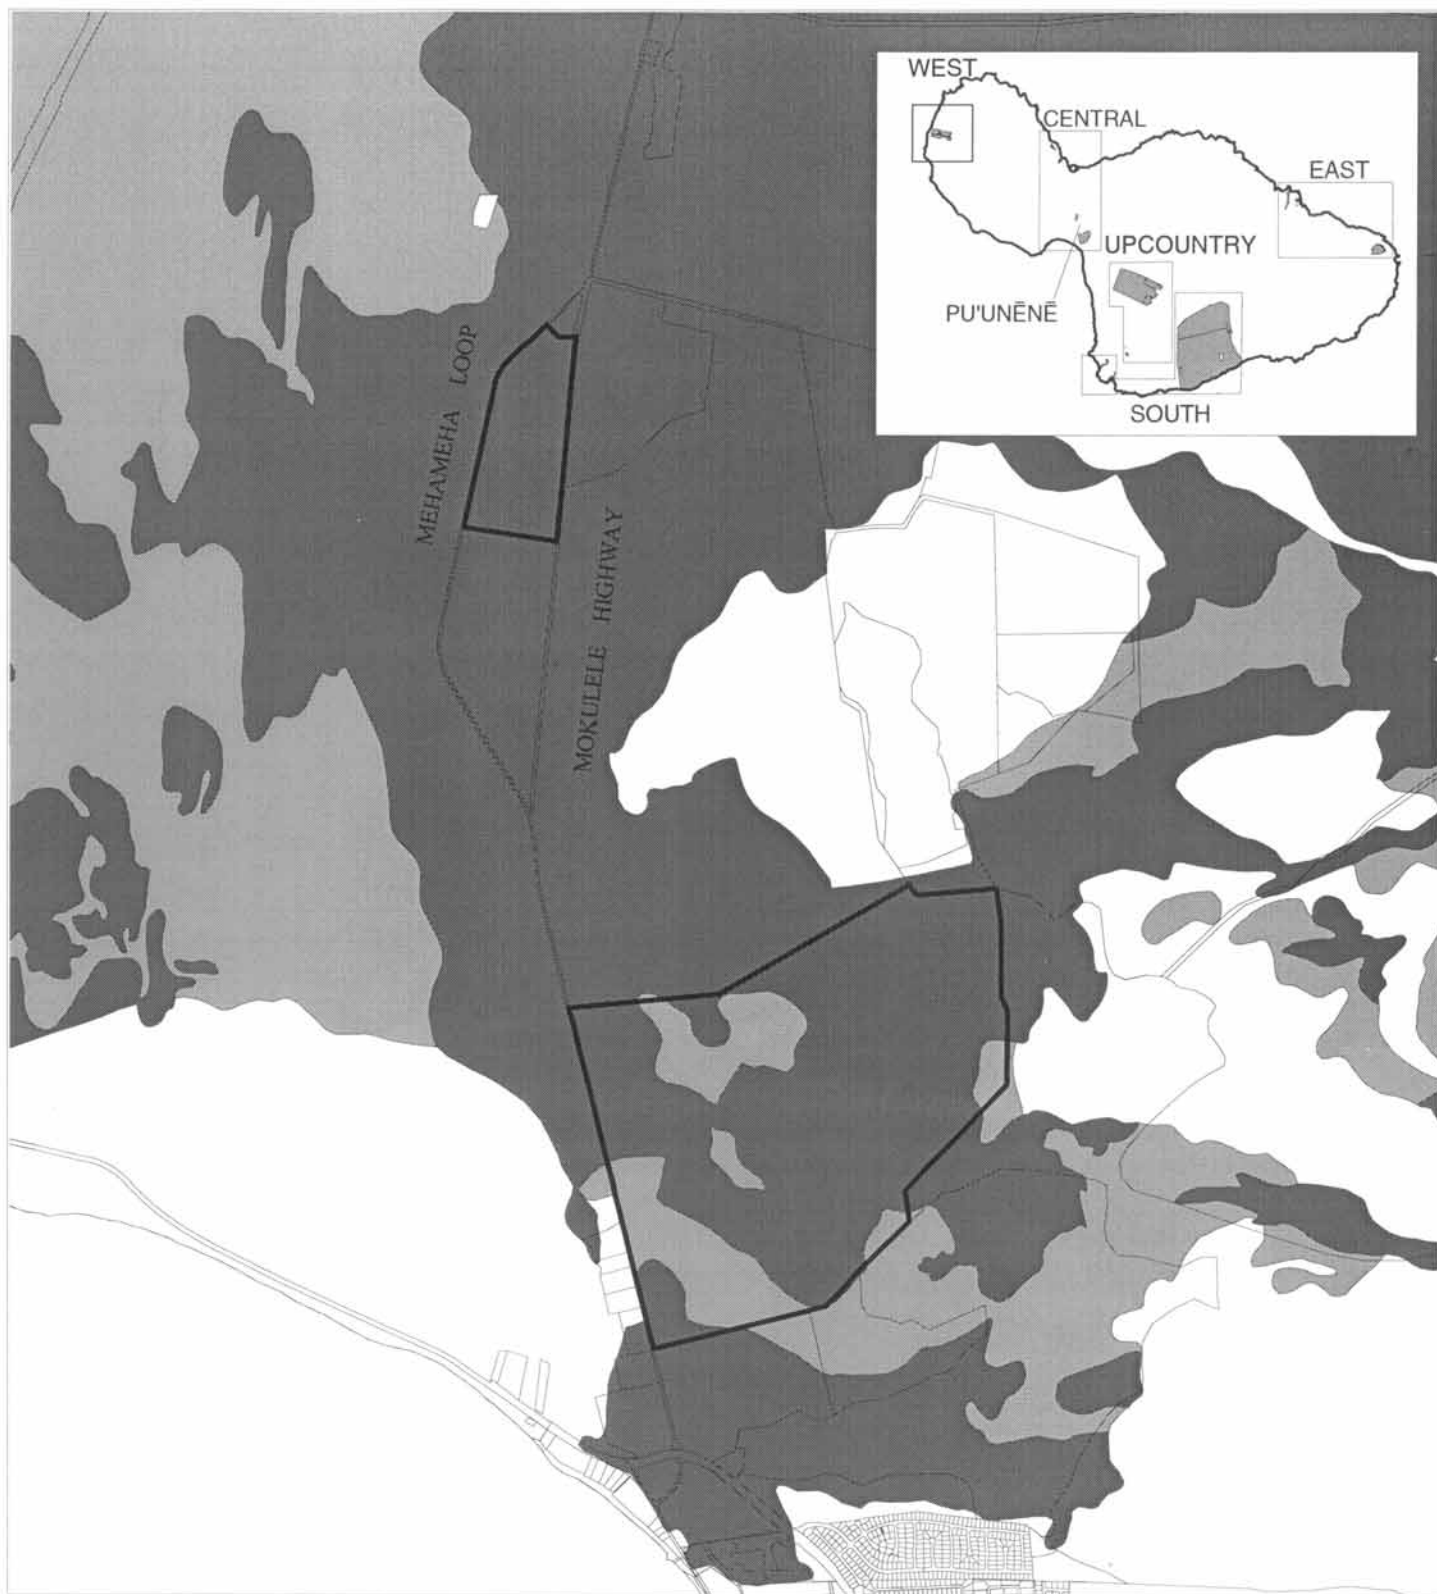 WEST
CENTRAL
EAST
UPCOUNTRY
PU'UNĒNĒ
SOUTH
MEHAMEHA LOOP
MOKULELE HIGHWAY